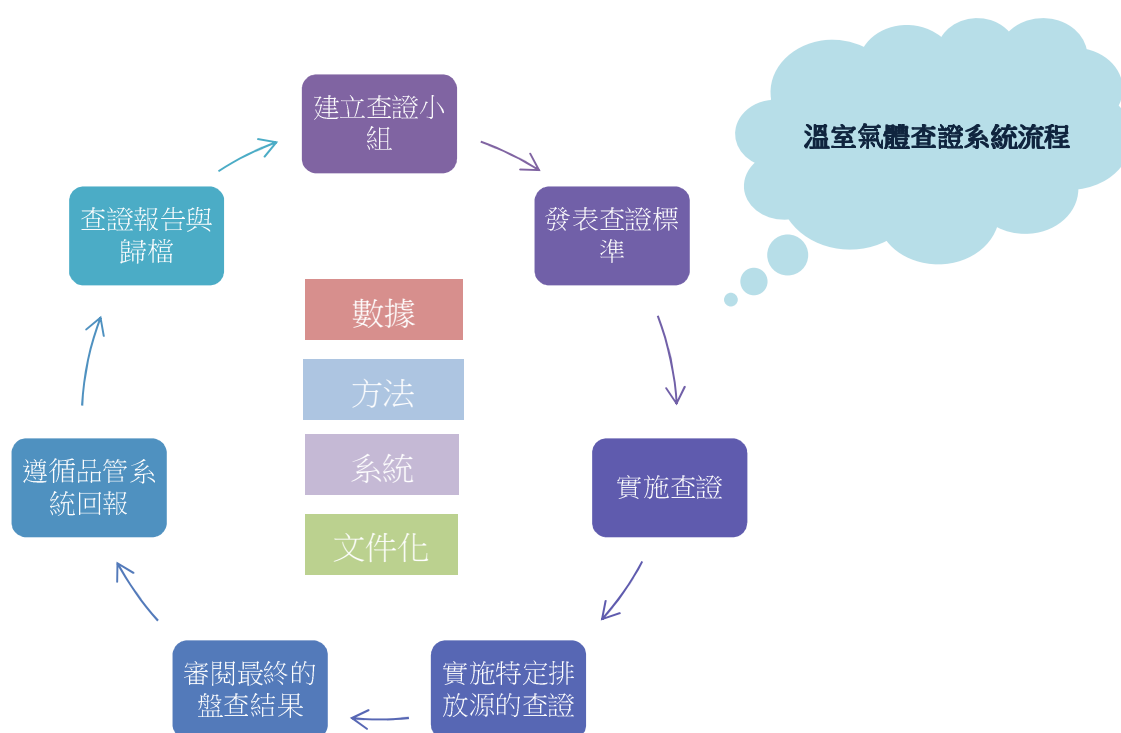 溫室氣體查證系統流程
建立查證小
組
發表查證標
準
實施查證
實施特定排
放源的查證
審閱最終的
盤查結果
遵循品管系
統回報
查證報告與
歸檔
數據
方法
系統
文件化